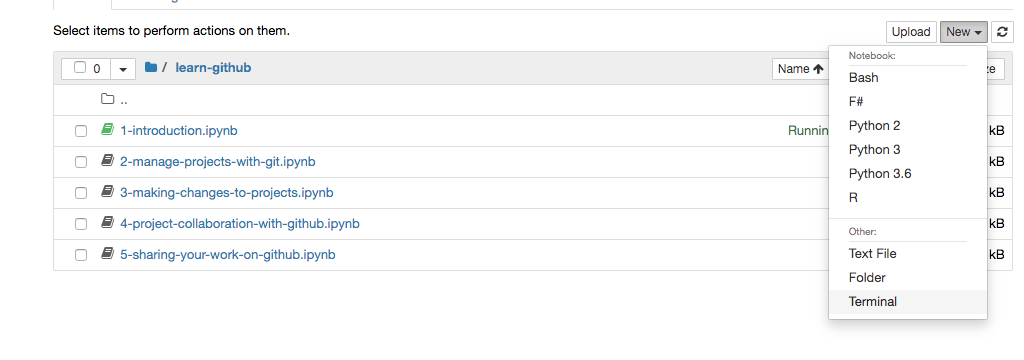 Select items to perform actions on them.
Upload New
0 / learn-github Name
Notebook:
Bash
F#
Python 2
Python 3
Python 3.6
R
Other:
Text File
Folder
Terminal
..
1-introduction.ipynb kB
2-manage-projects-with-git.ipynb kB
3-making-changes-to-projects.ipynb kB
4-project-collaboration-with-github.ipynb kB
5-sharing-your-work-on-github.ipynb kB